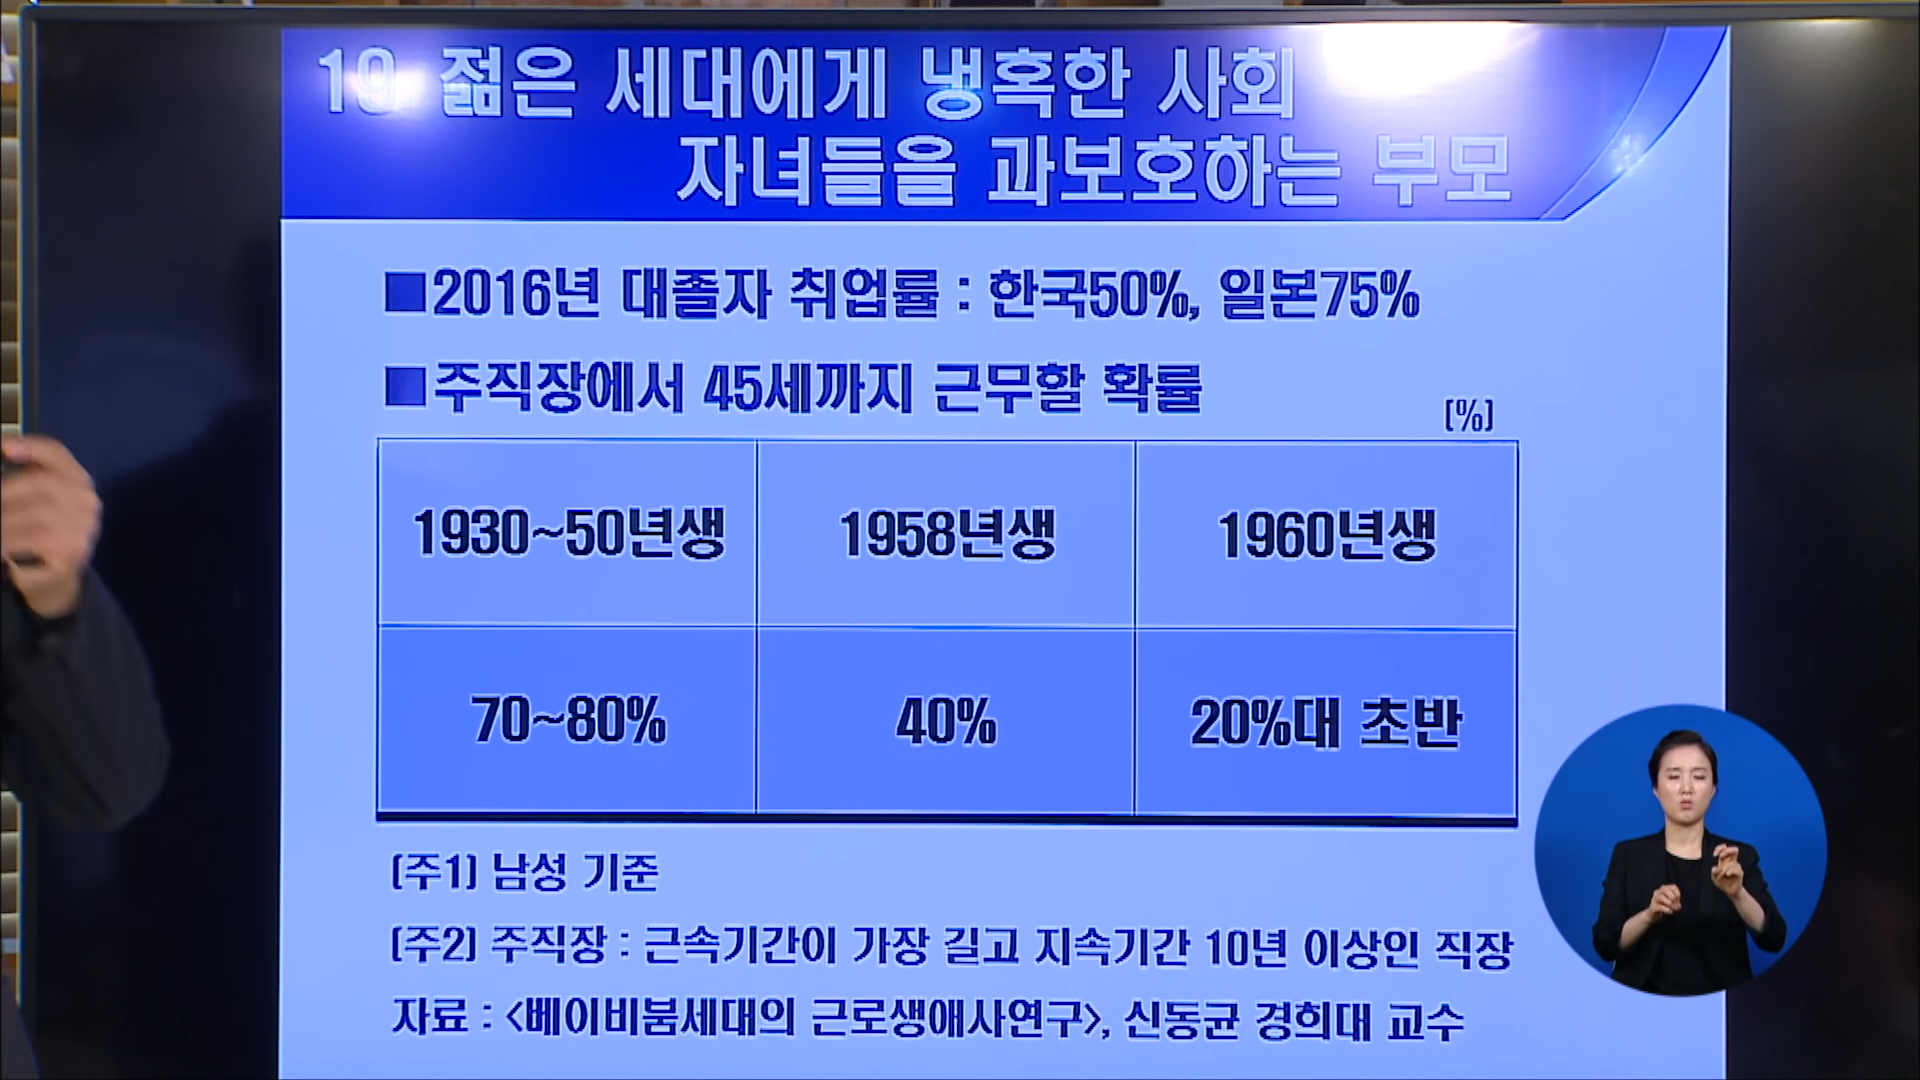 19 젊은 세대에게 냉혹한 사회
자녀들을 과보호하는 부모
■2016년 대졸자 취업률 : 한국50%, 일본75%
■주직장에서 45세까지 근무할 확률
(%)
1930~50년생 1958년생 1960년생
70~80% 40% 20%대 초반
(주1) 남성 기준
(주2) 주직장 : 근속기간이 가장 길고 지속기간 10년 이상인 직장
자료 : <베이비붐세대의 근로생애사연구>, 신동균 경희대 교수